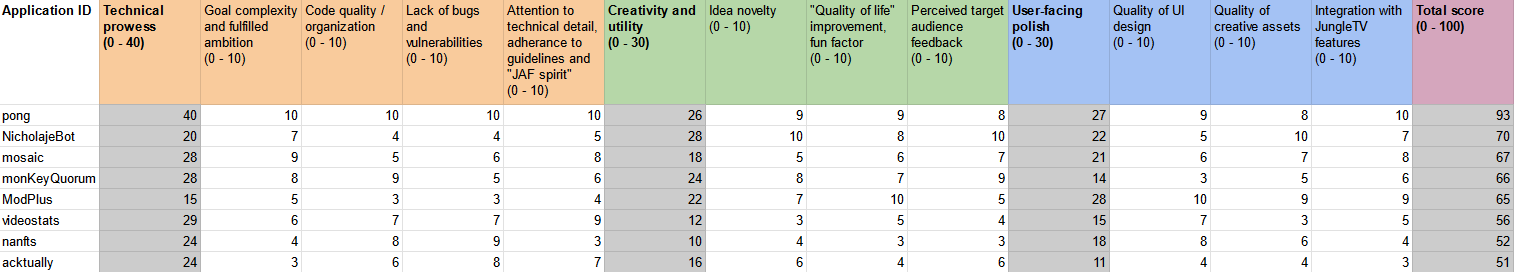 Application ID Technical prowess (0 - 40) Goal complexity and fulfilled ambition (0 - 10) Code quality / organization (0 - 10) Lack of bugs and vulnerabilities (0 - 10) Attention to technical detail, adherance to guidelines and "JAF spirit" (0 - 10) Creativity and utility (0 - 30) Idea novelty (0 - 10) "Quality of life" improvement, fun factor (0 - 10) Perceived target audience feedback (0 - 10) User-facing polish (0 - 30) Quality of UI design (0 - 10) Quality of creative assets (0 - 10) Integration with JungleTV features (0 - 10) Total score (0 - 100)
pong 40 10 10 10 10 26 9 9 8 27 9 8 10 93
NicholajeBot 20 7 4 4 5 28 10 8 10 22 5 10 7 70
mosaic 28 9 5 6 8 18 5 6 7 21 6 7 8 67
monKeyQuorum 28 8 9 5 6 24 8 7 9 14 3 5 6 66
ModPlus 15 5 3 3 4 22 7 10 5 28 10 9 9 65
videostats 29 6 7 7 9 12 3 5 4 15 7 3 5 56
nanfts 24 4 8 9 3 10 4 3 3 18 8 6 4 52
acktually 24 3 6 8 7 16 6 4 6 11 4 4 3 51